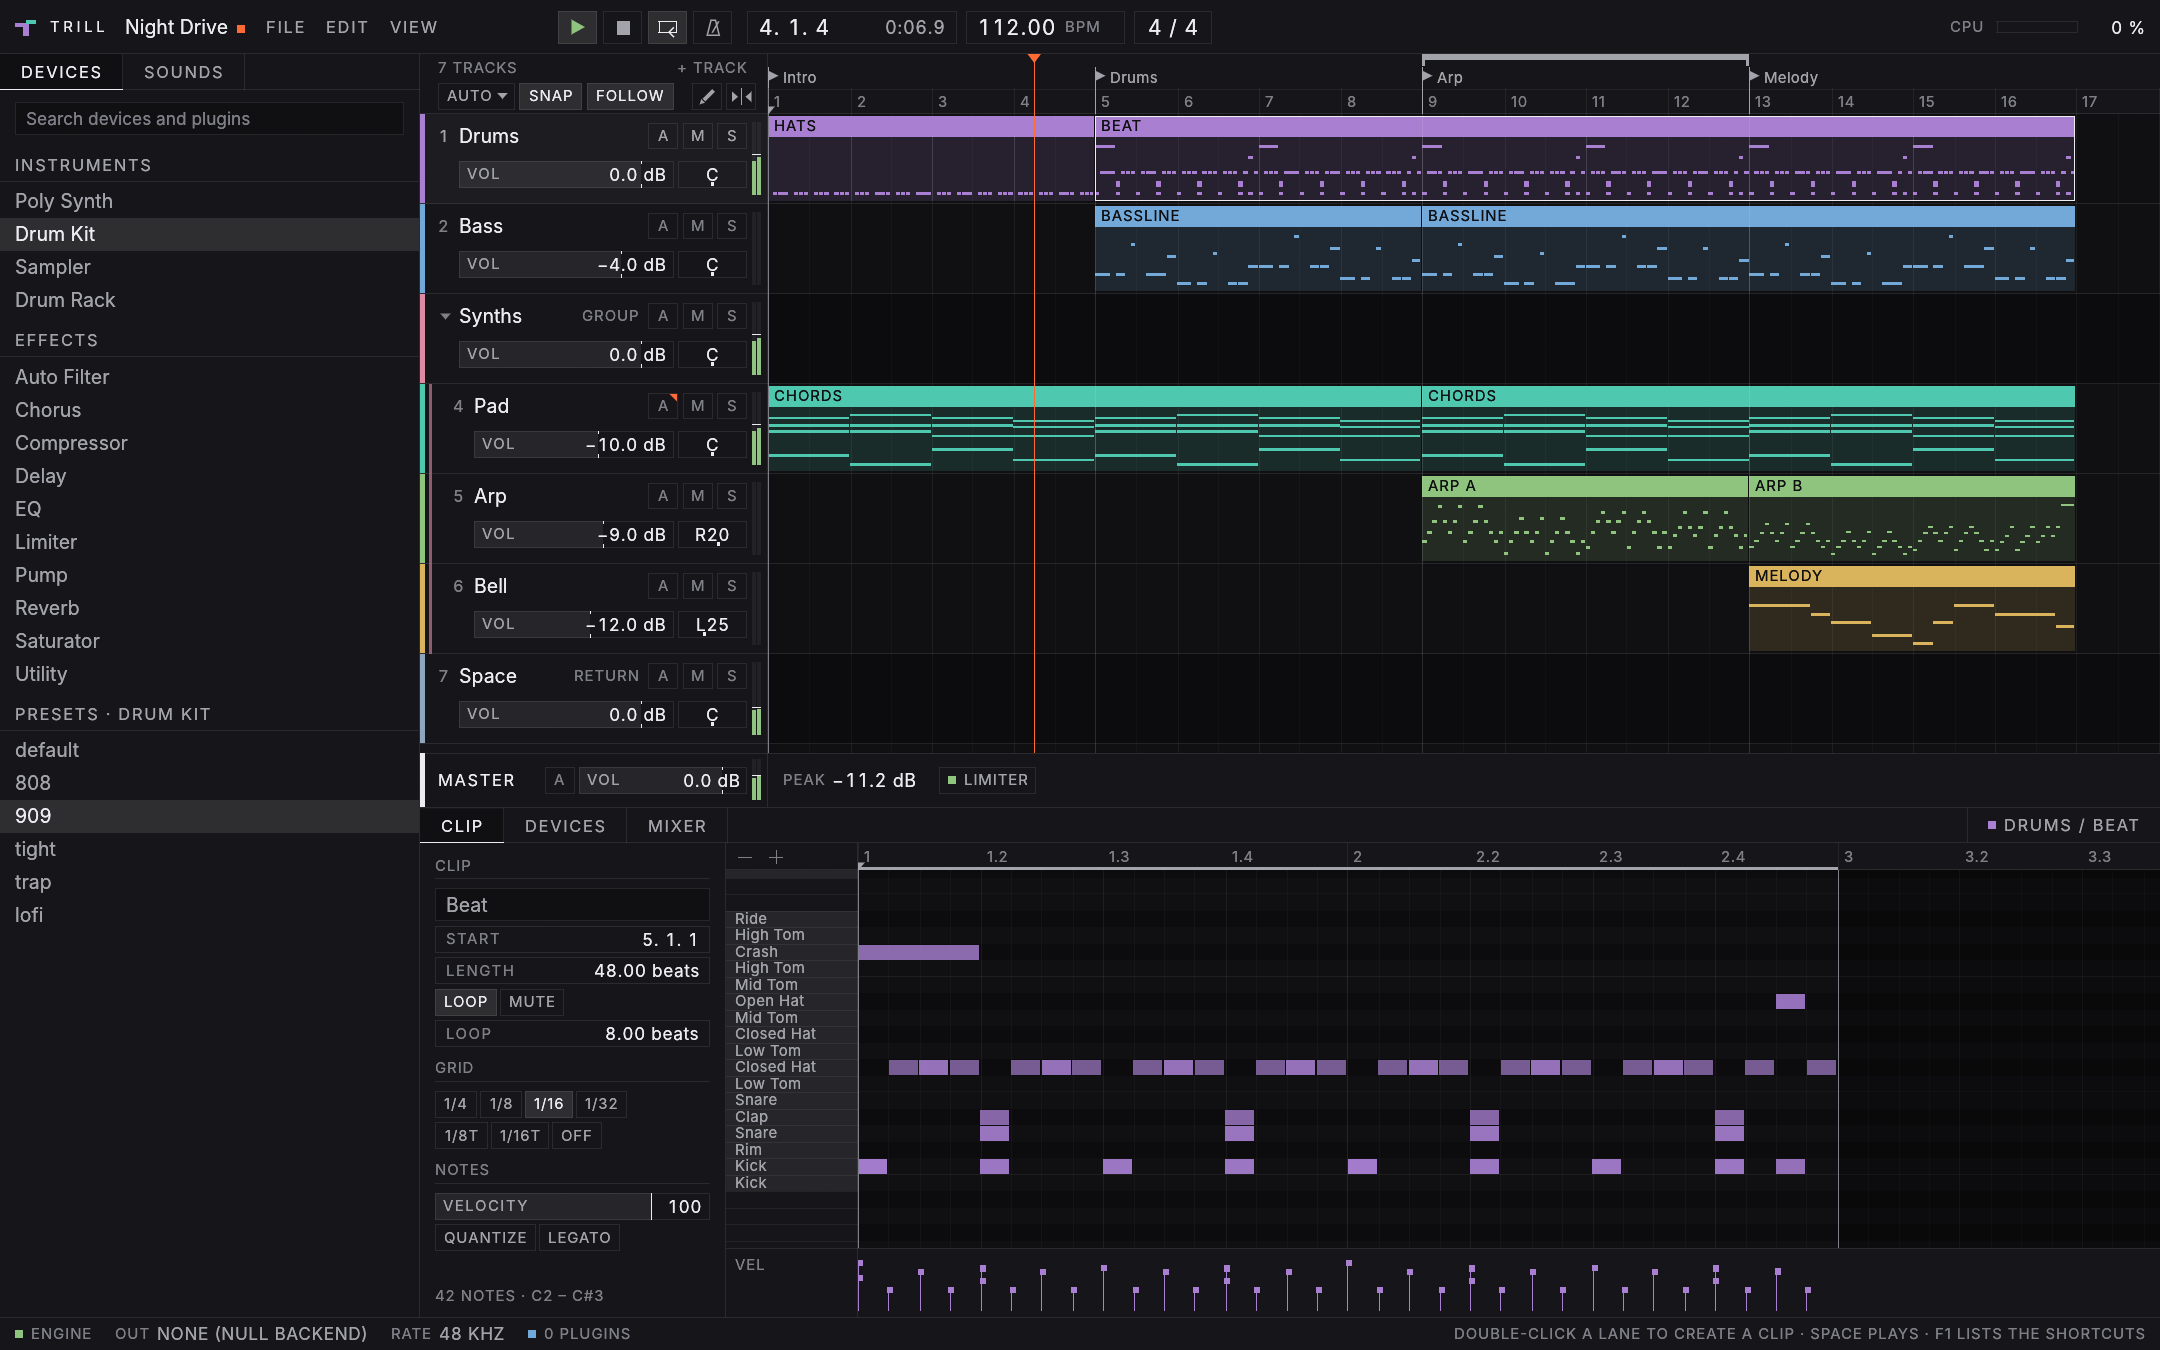 TRILL Night Drive FILE EDIT VIEW 4. 1. 4 0:06.9 112.00 BPM 4 / 4 CPU 0 %
DEVICES SOUNDS
Search devices and plugins
INSTRUMENTS
Poly Synth
Drum Kit
Sampler
Drum Rack
EFFECTS
Auto Filter
Chorus
Compressor
Delay
EQ
Limiter
Pump
Reverb
Saturator
Utility
PRESETS · DRUM KIT
default
808
909
tight
trap
lofi
7 TRACKS + TRACK
AUTO SNAP FOLLOW
Intro Drums Arp Melody
1 2 3 4 5 6 7 8 9 10 11 12 13 14 15 16 17
1 Drums A M S
VOL 0.0 dB C
HATS BEAT
2 Bass A M S
VOL −4.0 dB C
BASSLINE BASSLINE
Synths GROUP A M S
VOL 0.0 dB C
4 Pad A M S
VOL −10.0 dB C
CHORDS CHORDS
5 Arp A M S
VOL −9.0 dB R20
ARP A ARP B
6 Bell A M S
VOL −12.0 dB L25
MELODY
7 Space RETURN A M S
VOL 0.0 dB C
MASTER A VOL 0.0 dB PEAK −11.2 dB LIMITER
CLIP DEVICES MIXER DRUMS / BEAT
CLIP
Beat
START 5. 1. 1
LENGTH 48.00 beats
LOOP MUTE
LOOP 8.00 beats
GRID
1/4 1/8 1/16 1/32
1/8T 1/16T OFF
NOTES
VELOCITY 100
QUANTIZE LEGATO
42 NOTES · C2 – C#3
1 1.2 1.3 1.4 2 2.2 2.3 2.4 3 3.2 3.3
Ride
High Tom
Crash
High Tom
Mid Tom
Open Hat
Mid Tom
Closed Hat
Low Tom
Closed Hat
Low Tom
Snare
Clap
Snare
Rim
Kick
Kick
VEL
ENGINE OUT NONE (NULL BACKEND) RATE 48 KHZ 0 PLUGINS DOUBLE-CLICK A LANE TO CREATE A CLIP · SPACE PLAYS · F1 LISTS THE SHORTCUTS